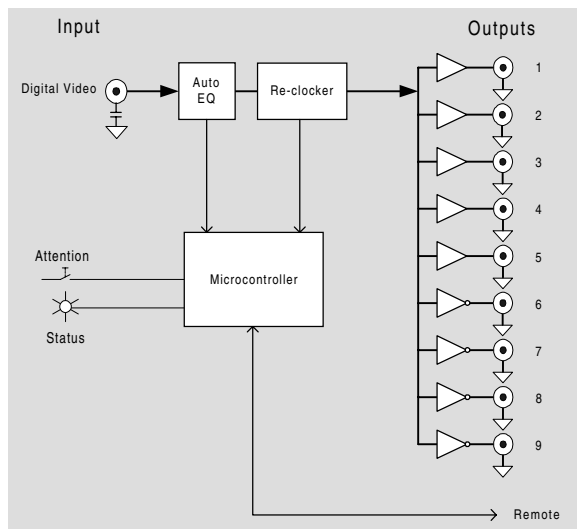 Input
Outputs
Digital Video
Auto
EQ
Re-clocker
1
2
3
4
5
6
7
8
9
Attention
Microcontroller
Status
Remote